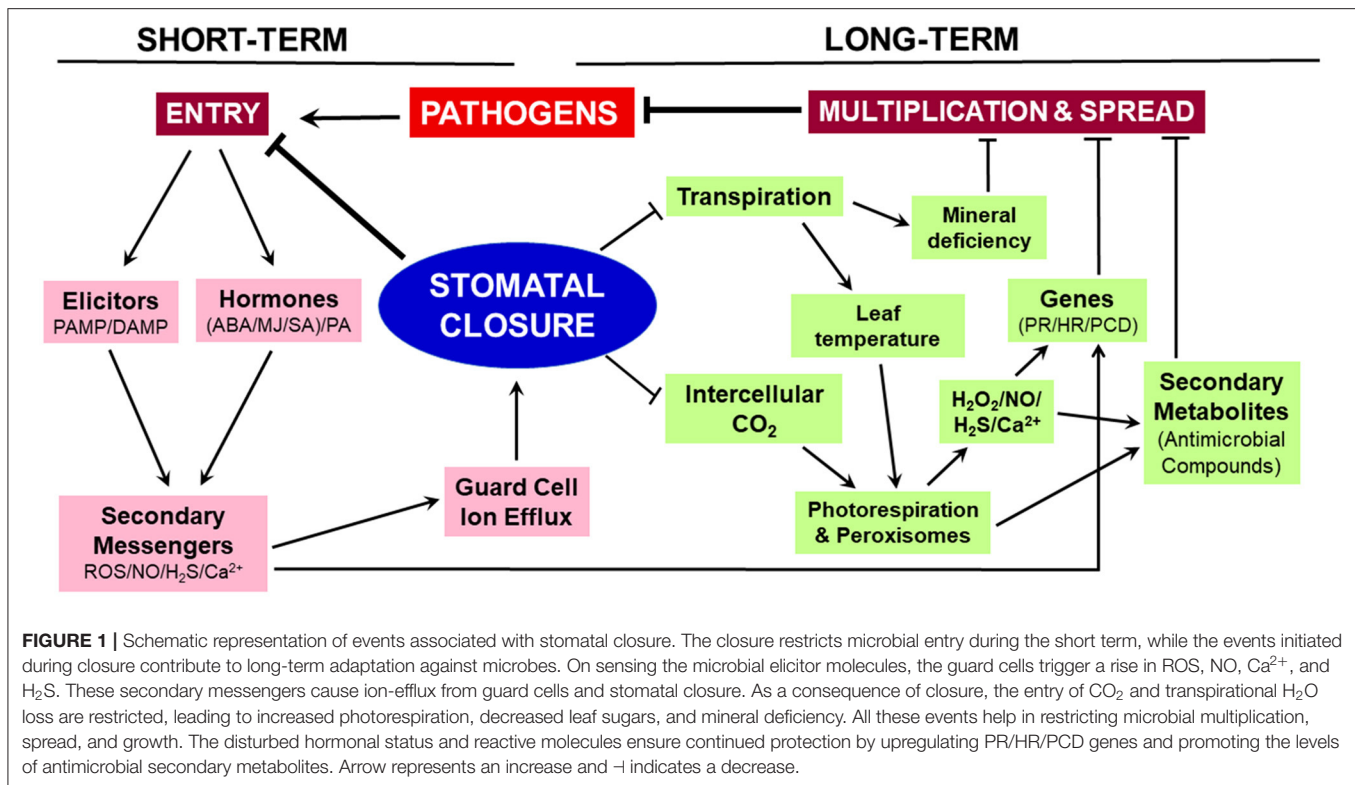 SHORT-TERM
LONG-TERM
ENTRY
PATHOGENS
MULTIPLICATION & SPREAD
Transpiration
Mineral
deficiency
STOMATAL
CLOSURE
Elicitors
PAMP/DAMP
Hormones
(ABA/MJ/SA)/PA
Leaf
temperature
Genes
(PR/HR/PCD)
Intercellular
CO₂
H₂O₂/NO/
H₂S/Ca²⁺
Secondary
Metabolites
(Antimicrobial
Compounds)
Guard Cell
Ion Efflux
Photorespiration
& Peroxisomes
Secondary
Messengers
ROS/NO/H₂S/Ca²⁺
FIGURE 1 | Schematic representation of events associated with stomatal closure. The closure restricts microbial entry during the short term, while the events initiated
during closure contribute to long-term adaptation against microbes. On sensing the microbial elicitor molecules, the guard cells trigger a rise in ROS, NO, Ca²⁺, and
H₂S. These secondary messengers cause ion-efflux from guard cells and stomatal closure. As a consequence of closure, the entry of CO₂ and transpirational H₂O
loss are restricted, leading to increased photorespiration, decreased leaf sugars, and mineral deficiency. All these events help in restricting microbial multiplication,
spread, and growth. The disturbed hormonal status and reactive molecules ensure continued protection by upregulating PR/HR/PCD genes and promoting the levels
of antimicrobial secondary metabolites. Arrow represents an increase and ⊣ indicates a decrease.